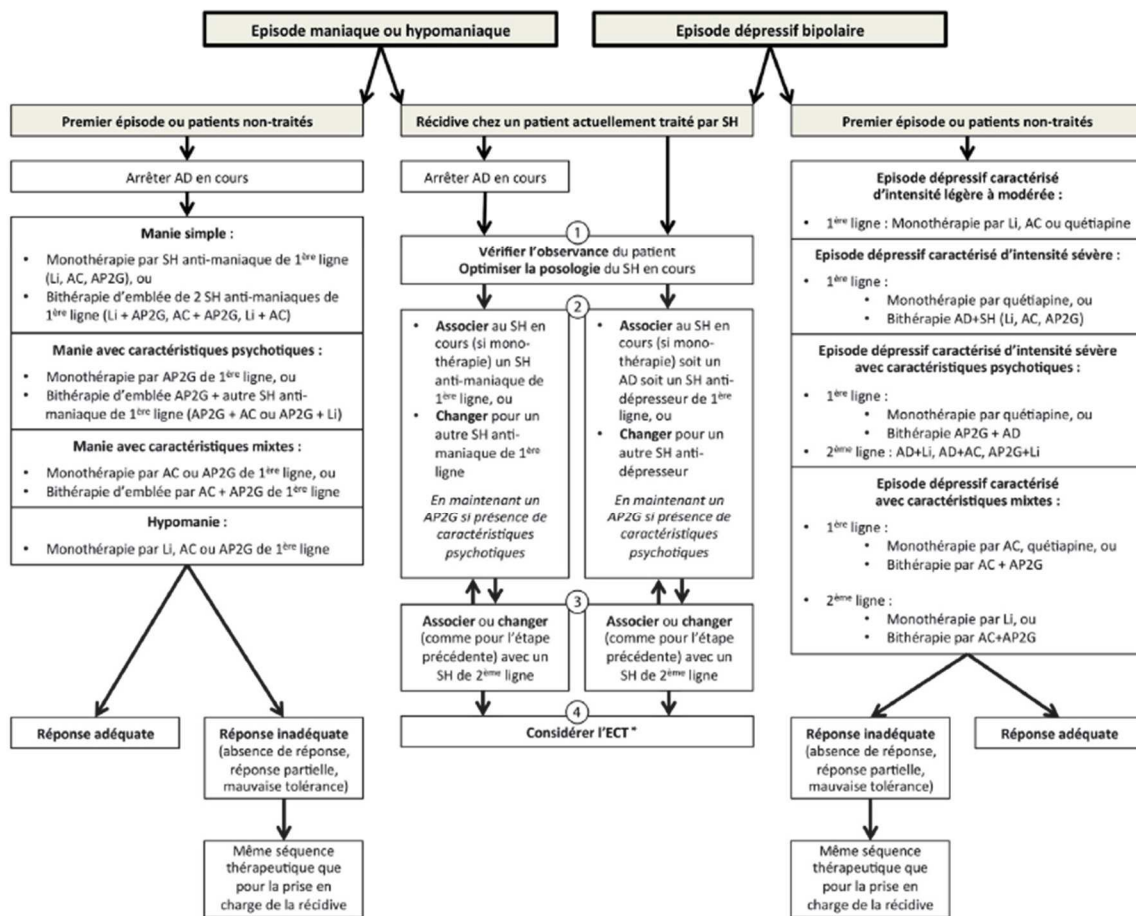 Episode maniaque ou hypomaniaque
Episode dépressif bipolaire
Premier épisode ou patients non-traités
Récidive chez un patient actuellement traité par SH
Premier épisode ou patients non-traités
Arrêter AD en cours
Manie simple :
• Monothérapie par SH anti-maniaque de 1ère ligne
(Li, AC, AP2G), ou
• Bithérapie d'emblée de 2 SH anti-maniaques de
1ère ligne (Li + AP2G, AC + AP2G, Li + AC)
Manie avec caractéristiques psychotiques :
• Monothérapie par AP2G de 1ère ligne, ou
• Bithérapie d'emblée AP2G + autre SH anti-
maniaque de 1ère ligne (AP2G + AC ou AP2G + Li)
Manie avec caractéristiques mixtes :
• Monothérapie par AC ou AP2G de 1ère ligne, ou
• Bithérapie d'emblée par AC + AP2G de 1ère ligne
Hypomanie :
• Monothérapie par Li, AC ou AP2G de 1ère ligne
Réponse adéquate
Réponse inadéquate
(absence de réponse,
réponse partielle,
mauvaise tolérance)
Même séquence
thérapeutique que
pour la prise en
charge de la récidive
Arrêter AD en cours
1
Vérifier l'observance du patient
Optimiser la posologie du SH en cours
2
• Associer au SH en
cours (si mono-
thérapie) un SH
anti-maniaque de
1ère ligne, ou
• Changer pour un
autre SH anti-
maniaque de 1ère
ligne
En maintenant un
AP2G si présence de
caractéristiques
psychotiques
• Associer au SH en
cours (si mono-
thérapie) soit un
AD soit un SH anti-
dépresseur de 1ère
ligne, ou
• Changer pour un
autre SH anti-
dépresseur
En maintenant un
AP2G si présence de
caractéristiques
psychotiques
3
Associer ou changer
(comme pour l'étape
précédente) avec un
SH de 2ème ligne
Associer ou changer
(comme pour l'étape
précédente) avec un
SH de 2ème ligne
4
Considérer l'ECT*
Episode dépressif caractérisé
d'intensité légère à modérée :
• 1ère ligne : Monothérapie par Li, AC ou quétiapine
Episode dépressif caractérisé d'intensité sévère :
• 1ère ligne :
• Monothérapie par quétiapine, ou
• Bithérapie AD+SH (Li, AC, AP2G)
Episode dépressif caractérisé d'intensité sévère
avec caractéristiques psychotiques :
• 1ère ligne :
• Monothérapie par quétiapine, ou
• Bithérapie AP2G + AD
• 2ème ligne : AD+Li, AD+AC, AP2G+Li
Episode dépressif caractérisé
avec caractéristiques mixtes :
• 1ère ligne :
• Monothérapie par AC, quétiapine, ou
• Bithérapie par AC + AP2G
• 2ème ligne :
• Monothérapie par Li, ou
• Bithérapie par AC+AP2G
Réponse inadéquate
(absence de réponse,
réponse partielle,
mauvaise tolérance)
Réponse adéquate
Même séquence
thérapeutique que
pour la prise en
charge de la récidive